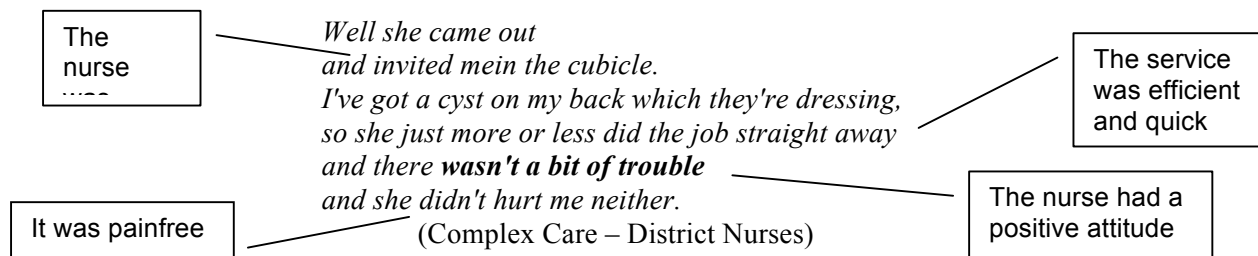 The
nurse
Well she came out
and invited mein the cubicle.
I've got a cyst on my back which they're dressing,
so she just more or less did the job straight away
and there wasn't a bit of trouble
and she didn't hurt me neither.
(Complex Care – District Nurses)
The service
was efficient
and quick
It was painfree
The nurse had a
positive attitude